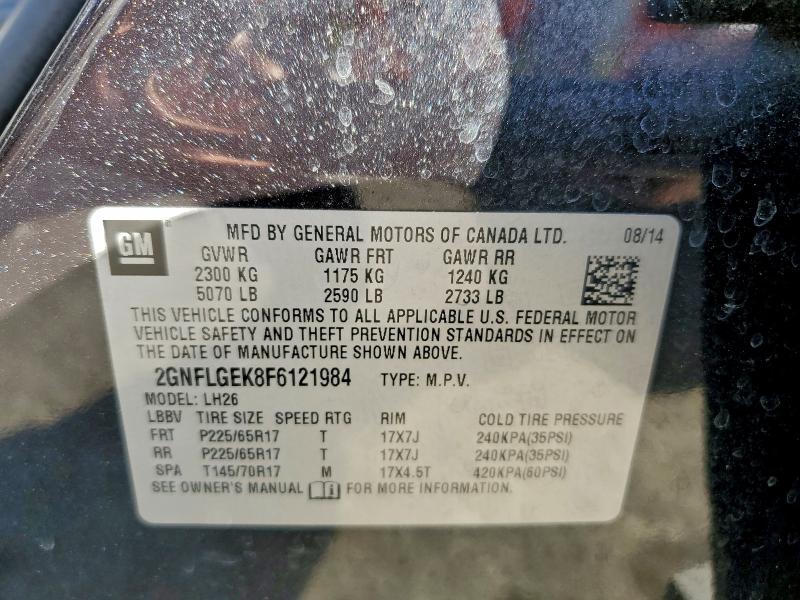 GM
MFD BY GENERAL MOTORS OF CANADA LTD. 08/14
GVWR GAWR FRT GAWR RR
2300 KG 1175 KG 1240 KG
5070 LB 2590 LB 2733 LB
THIS VEHICLE CONFORMS TO ALL APPLICABLE U.S. FEDERAL MOTOR
VEHICLE SAFETY AND THEFT PREVENTION STANDARDS IN EFFECT ON
THE DATE OF MANUFACTURE SHOWN ABOVE.
2GNFLGEK8F6121984 TYPE: M.P.V.
MODEL: LH26
LBBV TIRE SIZE SPEED RTG RIM COLD TIRE PRESSURE
FRT P225/65R17 T 17X7J 240KPA(35PSI)
RR P225/65R17 T 17X7J 240KPA(35PSI)
SPA T145/70R17 M 17X4.5T 420KPA(60PSI)
SEE OWNER'S MANUAL FOR MORE INFORMATION.